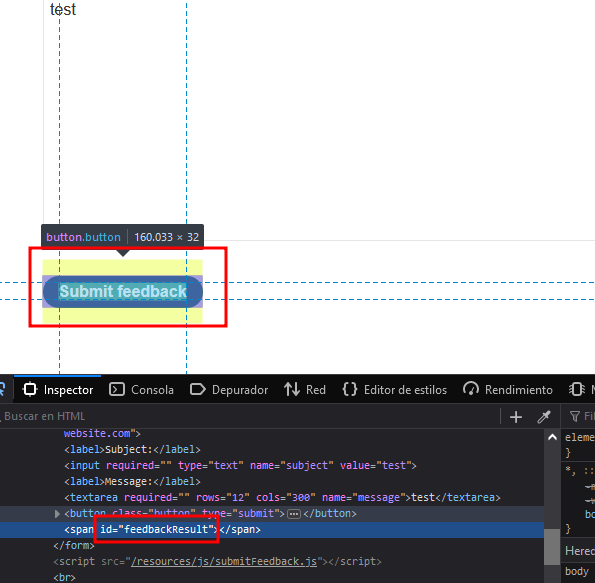 test
button.button 160.033 × 32
Submit feedback
Inspector Consola Depurador Red Editor de estilos Rendimiento
Buscar en HTML
website.com">
<label>Subject:</label>
<input required="" type="text" name="subject" value="test">
<label>Message:</label>
<textarea required="" rows="12" cols="300" name="message">test</textarea>
<button class="button" type="submit"></button>
<span id="feedbackResult"></span>
</form>
<script src="/resources/js/submitFeedback.js"></script>
<br>
Fil
eleme
}
*, ::
bo
}
Hered
body